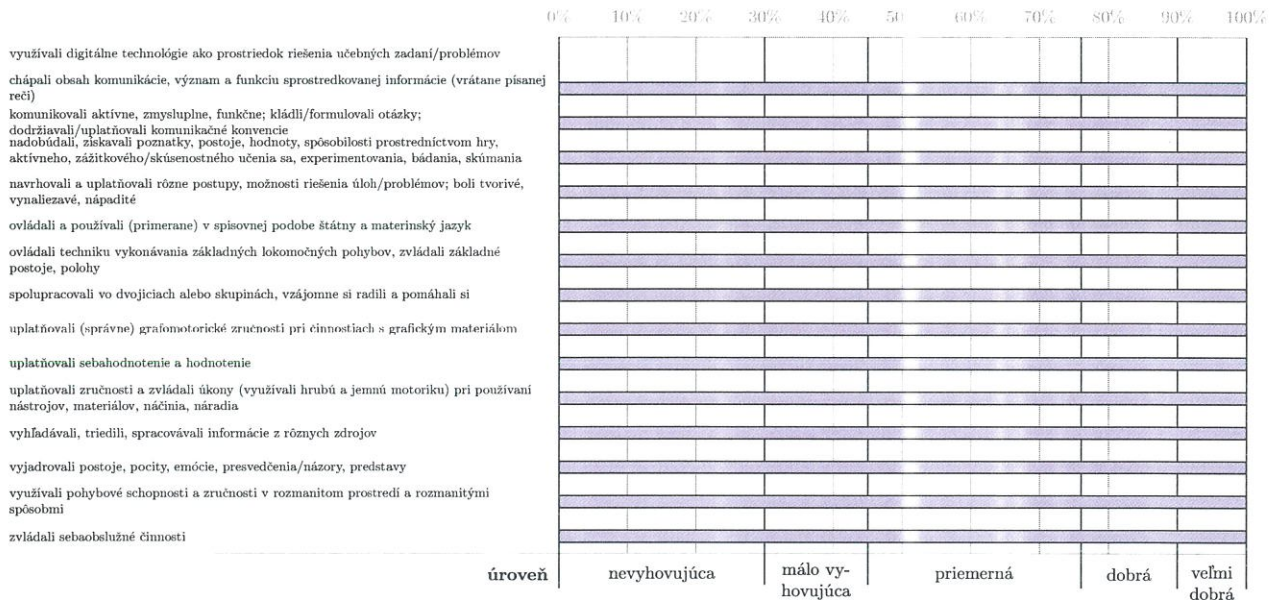 0% 10% 20% 30% 40% 50 60% 70% 80% 90% 100%
využívali digitálne technológie ako prostriedok riešenia učebných zadaní/problémov
chápali obsah komunikácie, význam a funkciu sprostredkovanej informácie (vrátane písanej
reči)
komunikovali aktívne, zmysluplne, funkčne; kládli/formulovali otázky;
dodržiavali/uplatňovali komunikačné konvencie
nadobúdali, získavali poznatky, postoje, hodnoty, spôsobilosti prostredníctvom hry,
aktívneho, zážitkového/skúsenostného učenia sa, experimentovania, bádania, skúmania
navrhovali a uplatňovali rôzne postupy, možnosti riešenia úloh/problémov; boli tvorivé,
vynaliezavé, nápadité
ovládali a používali (primerane) v spisovnej podobe štátny a materinský jazyk
ovládali techniku vykonávania základných lokomočných pohybov, zvládali základné
postoje, polohy
spolupracovali vo dvojiciach alebo skupinách, vzájomne si radili a pomáhali si
uplatňovali (správne) grafomotorické zručnosti pri činnostiach s grafickým materiálom
uplatňovali sebahodnotenie a hodnotenie
uplatňovali zručnosti a zvládali úkony (využívali hrubú a jemnú motoriku) pri používaní
nástrojov, materiálov, náčinia, náradia
vyhľadávali, triedili, spracovávali informácie z rôznych zdrojov
vyjadrovali postoje, pocity, emócie, presvedčenia/názory, predstavy
využívali pohybové schopnosti a zručnosti v rozmanitom prostredí a rozmanitými
spôsobmi
zvládali sebaobslužné činnosti
úroveň nevyhovujúca málo vy- priemerná dobrá veľmi
hovujúca dobrá